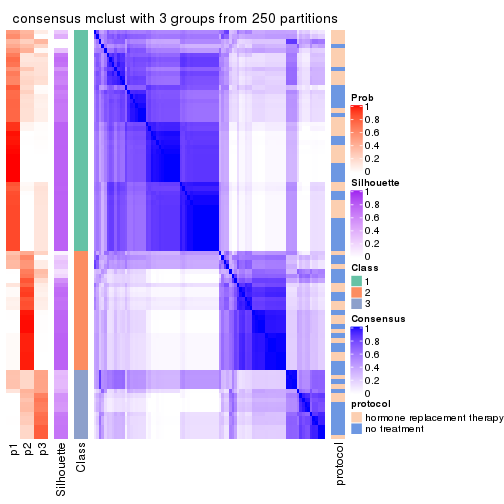 consensus mclust with 3 groups from 250 partitions
Prob
1
0.8
0.6
0.4
0.2
0
Silhouette
1
0.8
0.6
0.4
0.2
0
Class
1
2
3
Consensus
1
0.8
0.6
0.4
0.2
0
protocol
hormone replacement therapy
no treatment
p1
p2
p3
Silhouette
Class
protocol